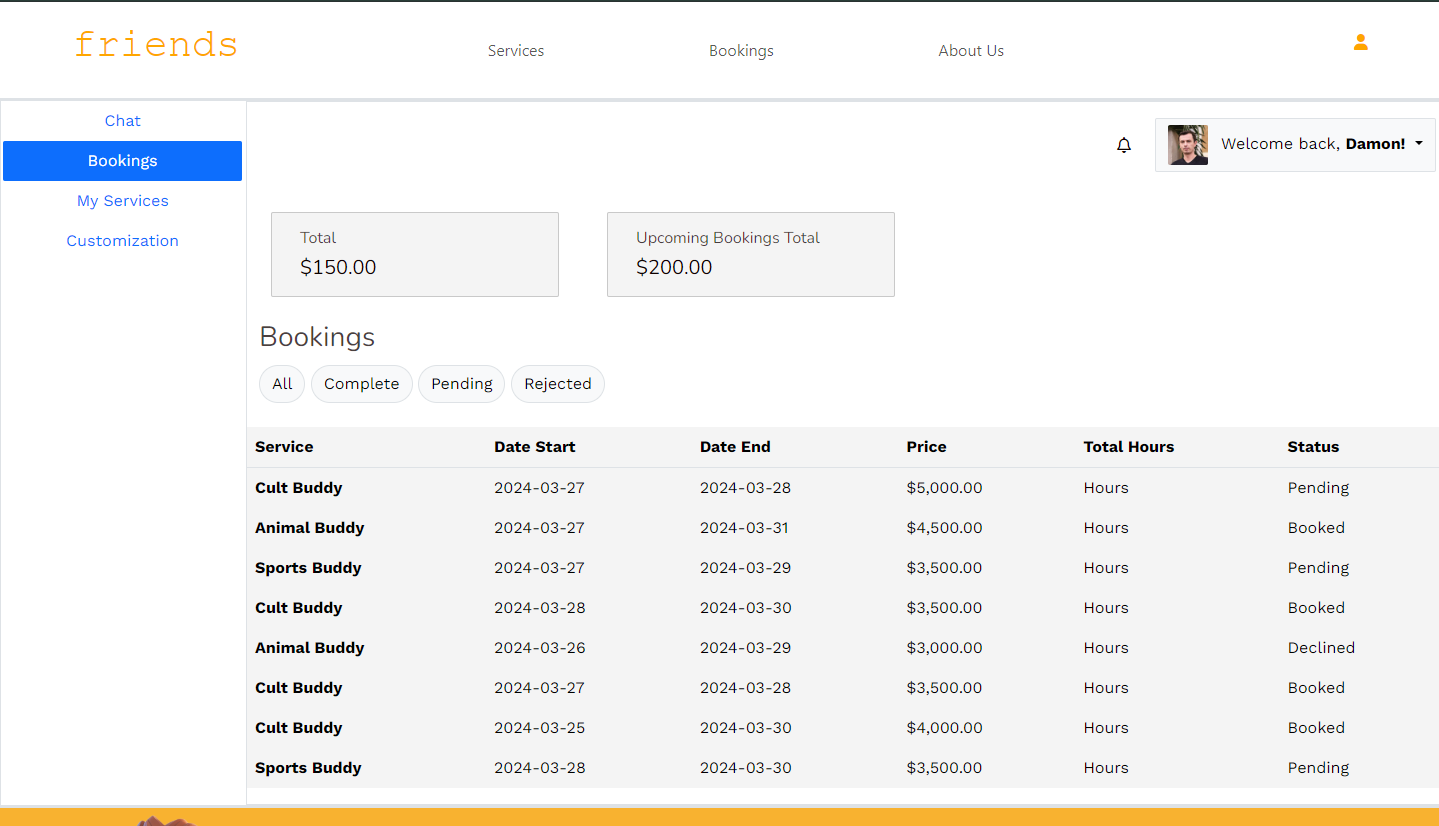 friends
Services Bookings About Us
Chat
Bookings
My Services
Customization
Welcome back, Damon!
Total
$150.00
Upcoming Bookings Total
$200.00
Bookings
All Complete Pending Rejected
Service Date Start Date End Price Total Hours Status
Cult Buddy 2024-03-27 2024-03-28 $5,000.00 Hours Pending
Animal Buddy 2024-03-27 2024-03-31 $4,500.00 Hours Booked
Sports Buddy 2024-03-27 2024-03-29 $3,500.00 Hours Pending
Cult Buddy 2024-03-28 2024-03-30 $3,500.00 Hours Booked
Animal Buddy 2024-03-26 2024-03-29 $3,000.00 Hours Declined
Cult Buddy 2024-03-27 2024-03-28 $3,500.00 Hours Booked
Cult Buddy 2024-03-25 2024-03-30 $4,000.00 Hours Booked
Sports Buddy 2024-03-28 2024-03-30 $3,500.00 Hours Pending